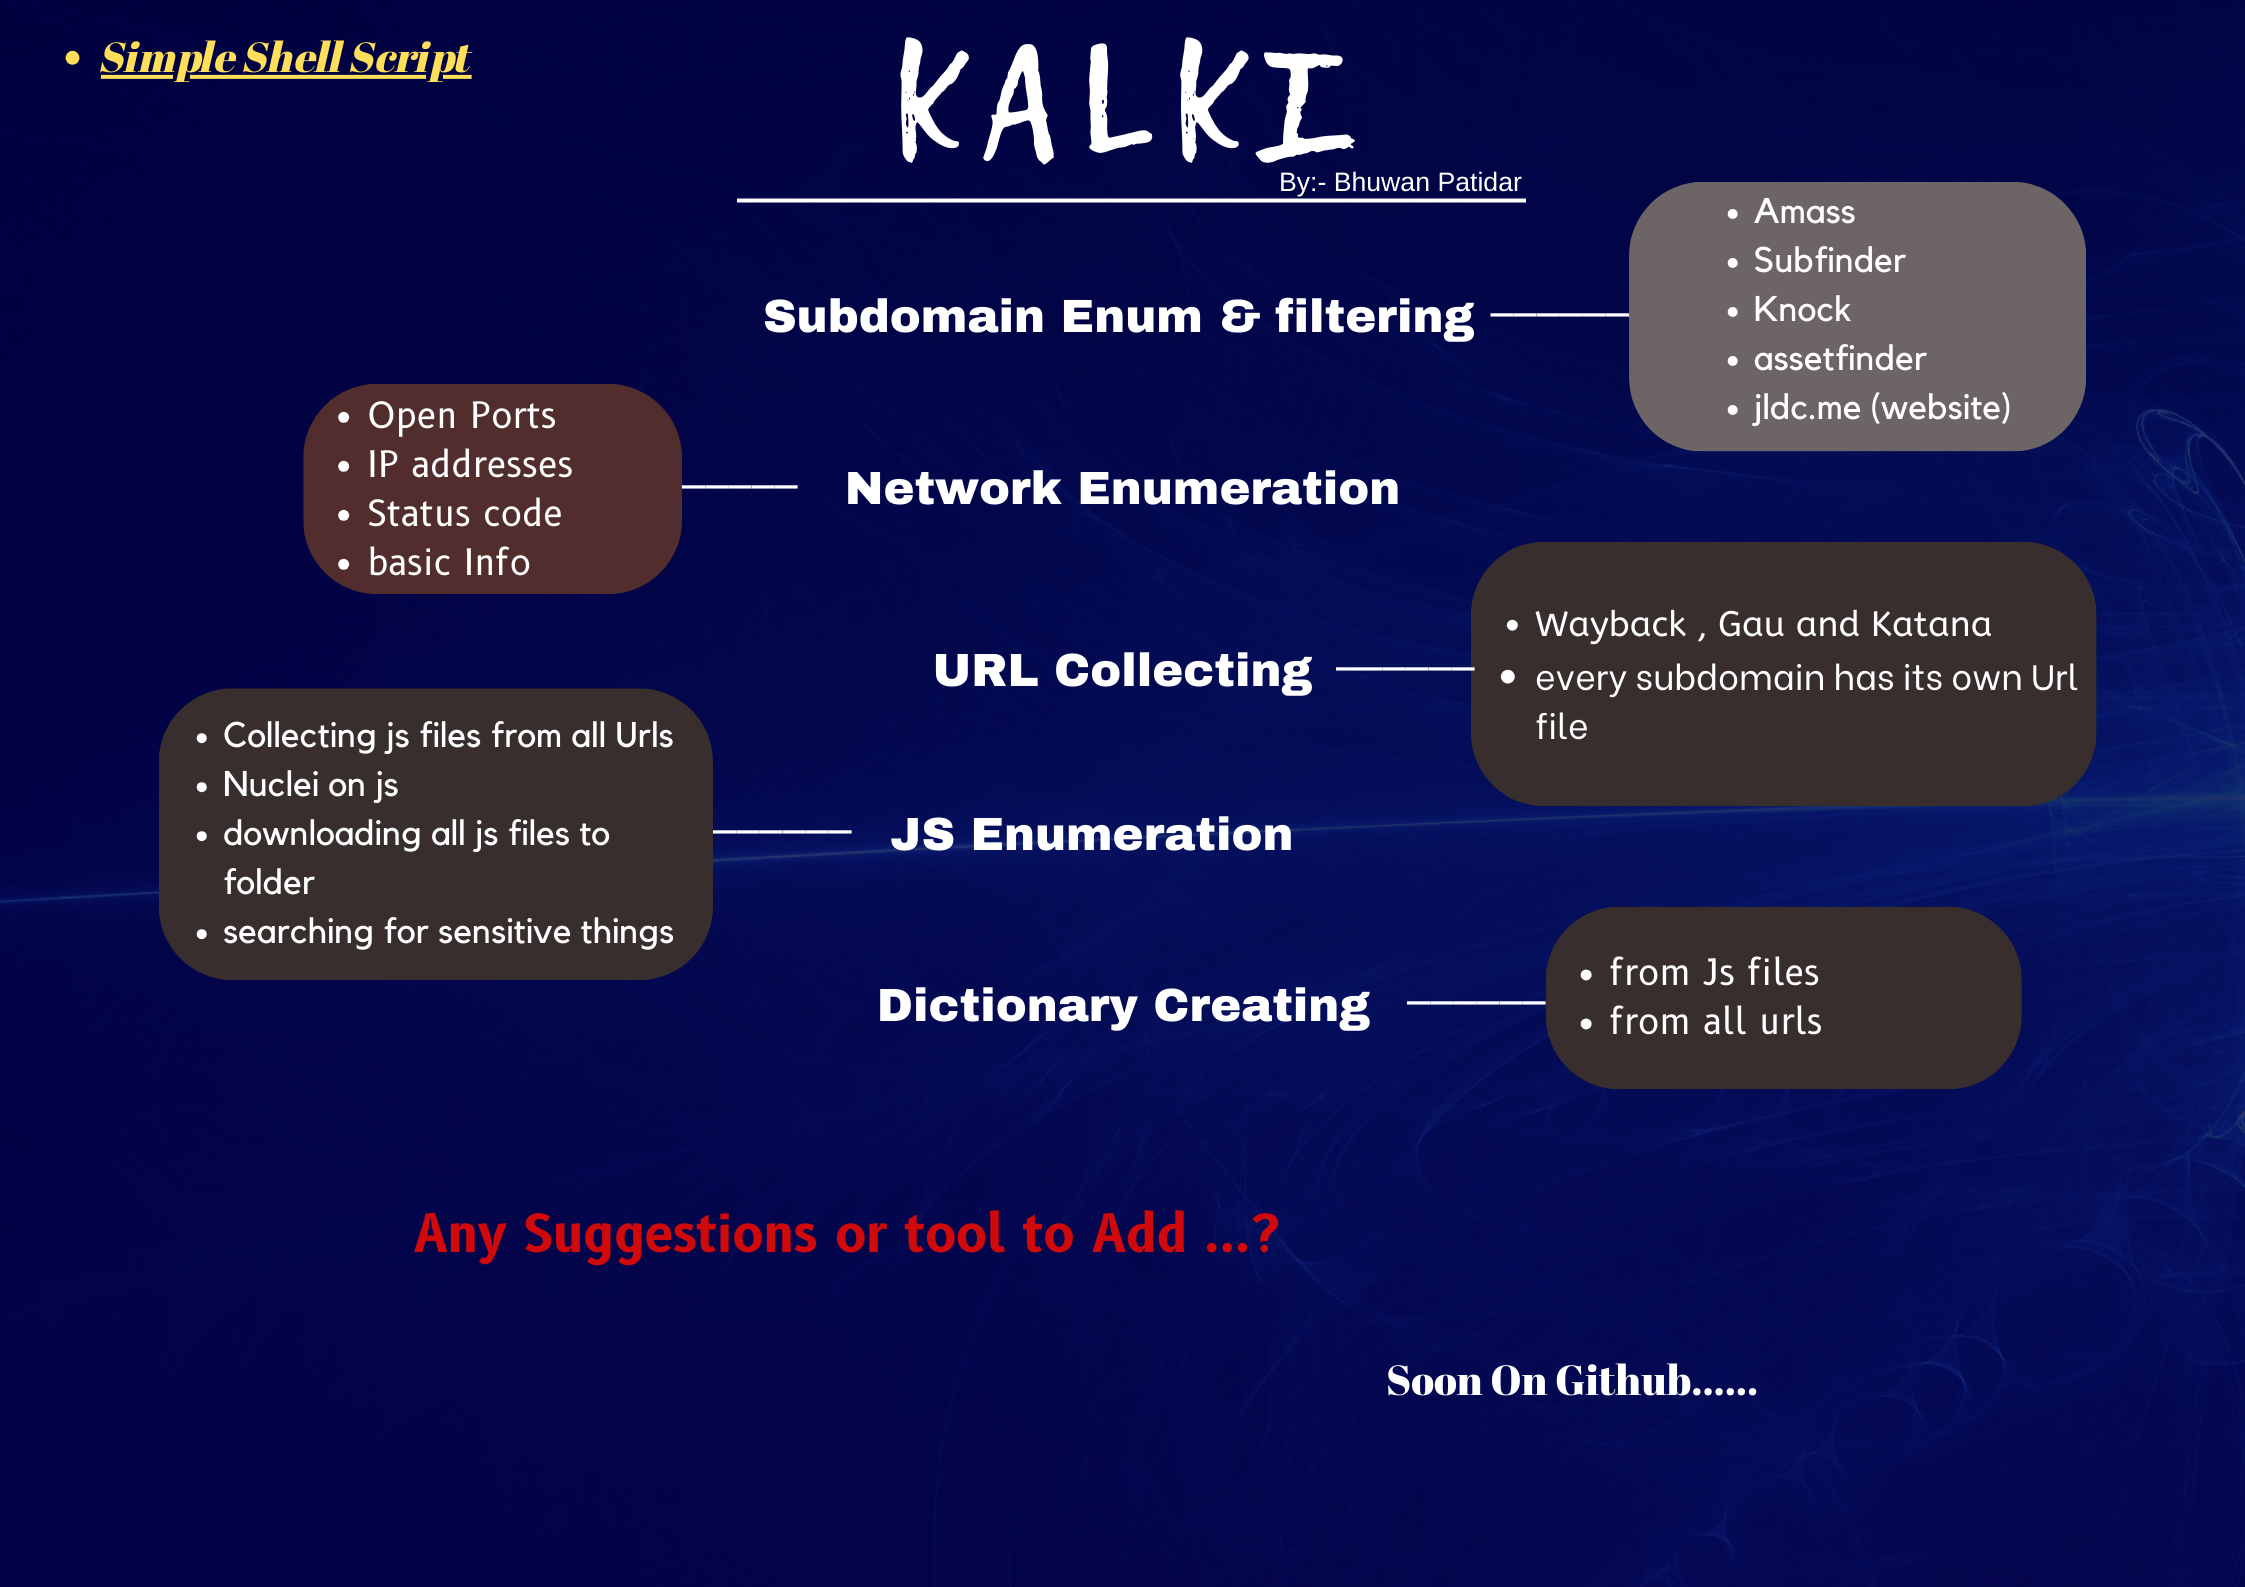 Simple Shell Script
KALKI
By:- Bhuwan Patidar
Subdomain Enum & filtering
Amass
Subfinder
Knock
assetfinder
jldc.me (website)
Open Ports
IP addresses
Status code
basic Info
Network Enumeration
URL Collecting
Wayback , Gau and Katana
every subdomain has its own Url
file
Collecting js files from all Urls
Nuclei on js
downloading all js files to
folder
searching for sensitive things
JS Enumeration
Dictionary Creating
from Js files
from all urls
Any Suggestions or tool to Add ...?
Soon On Github......